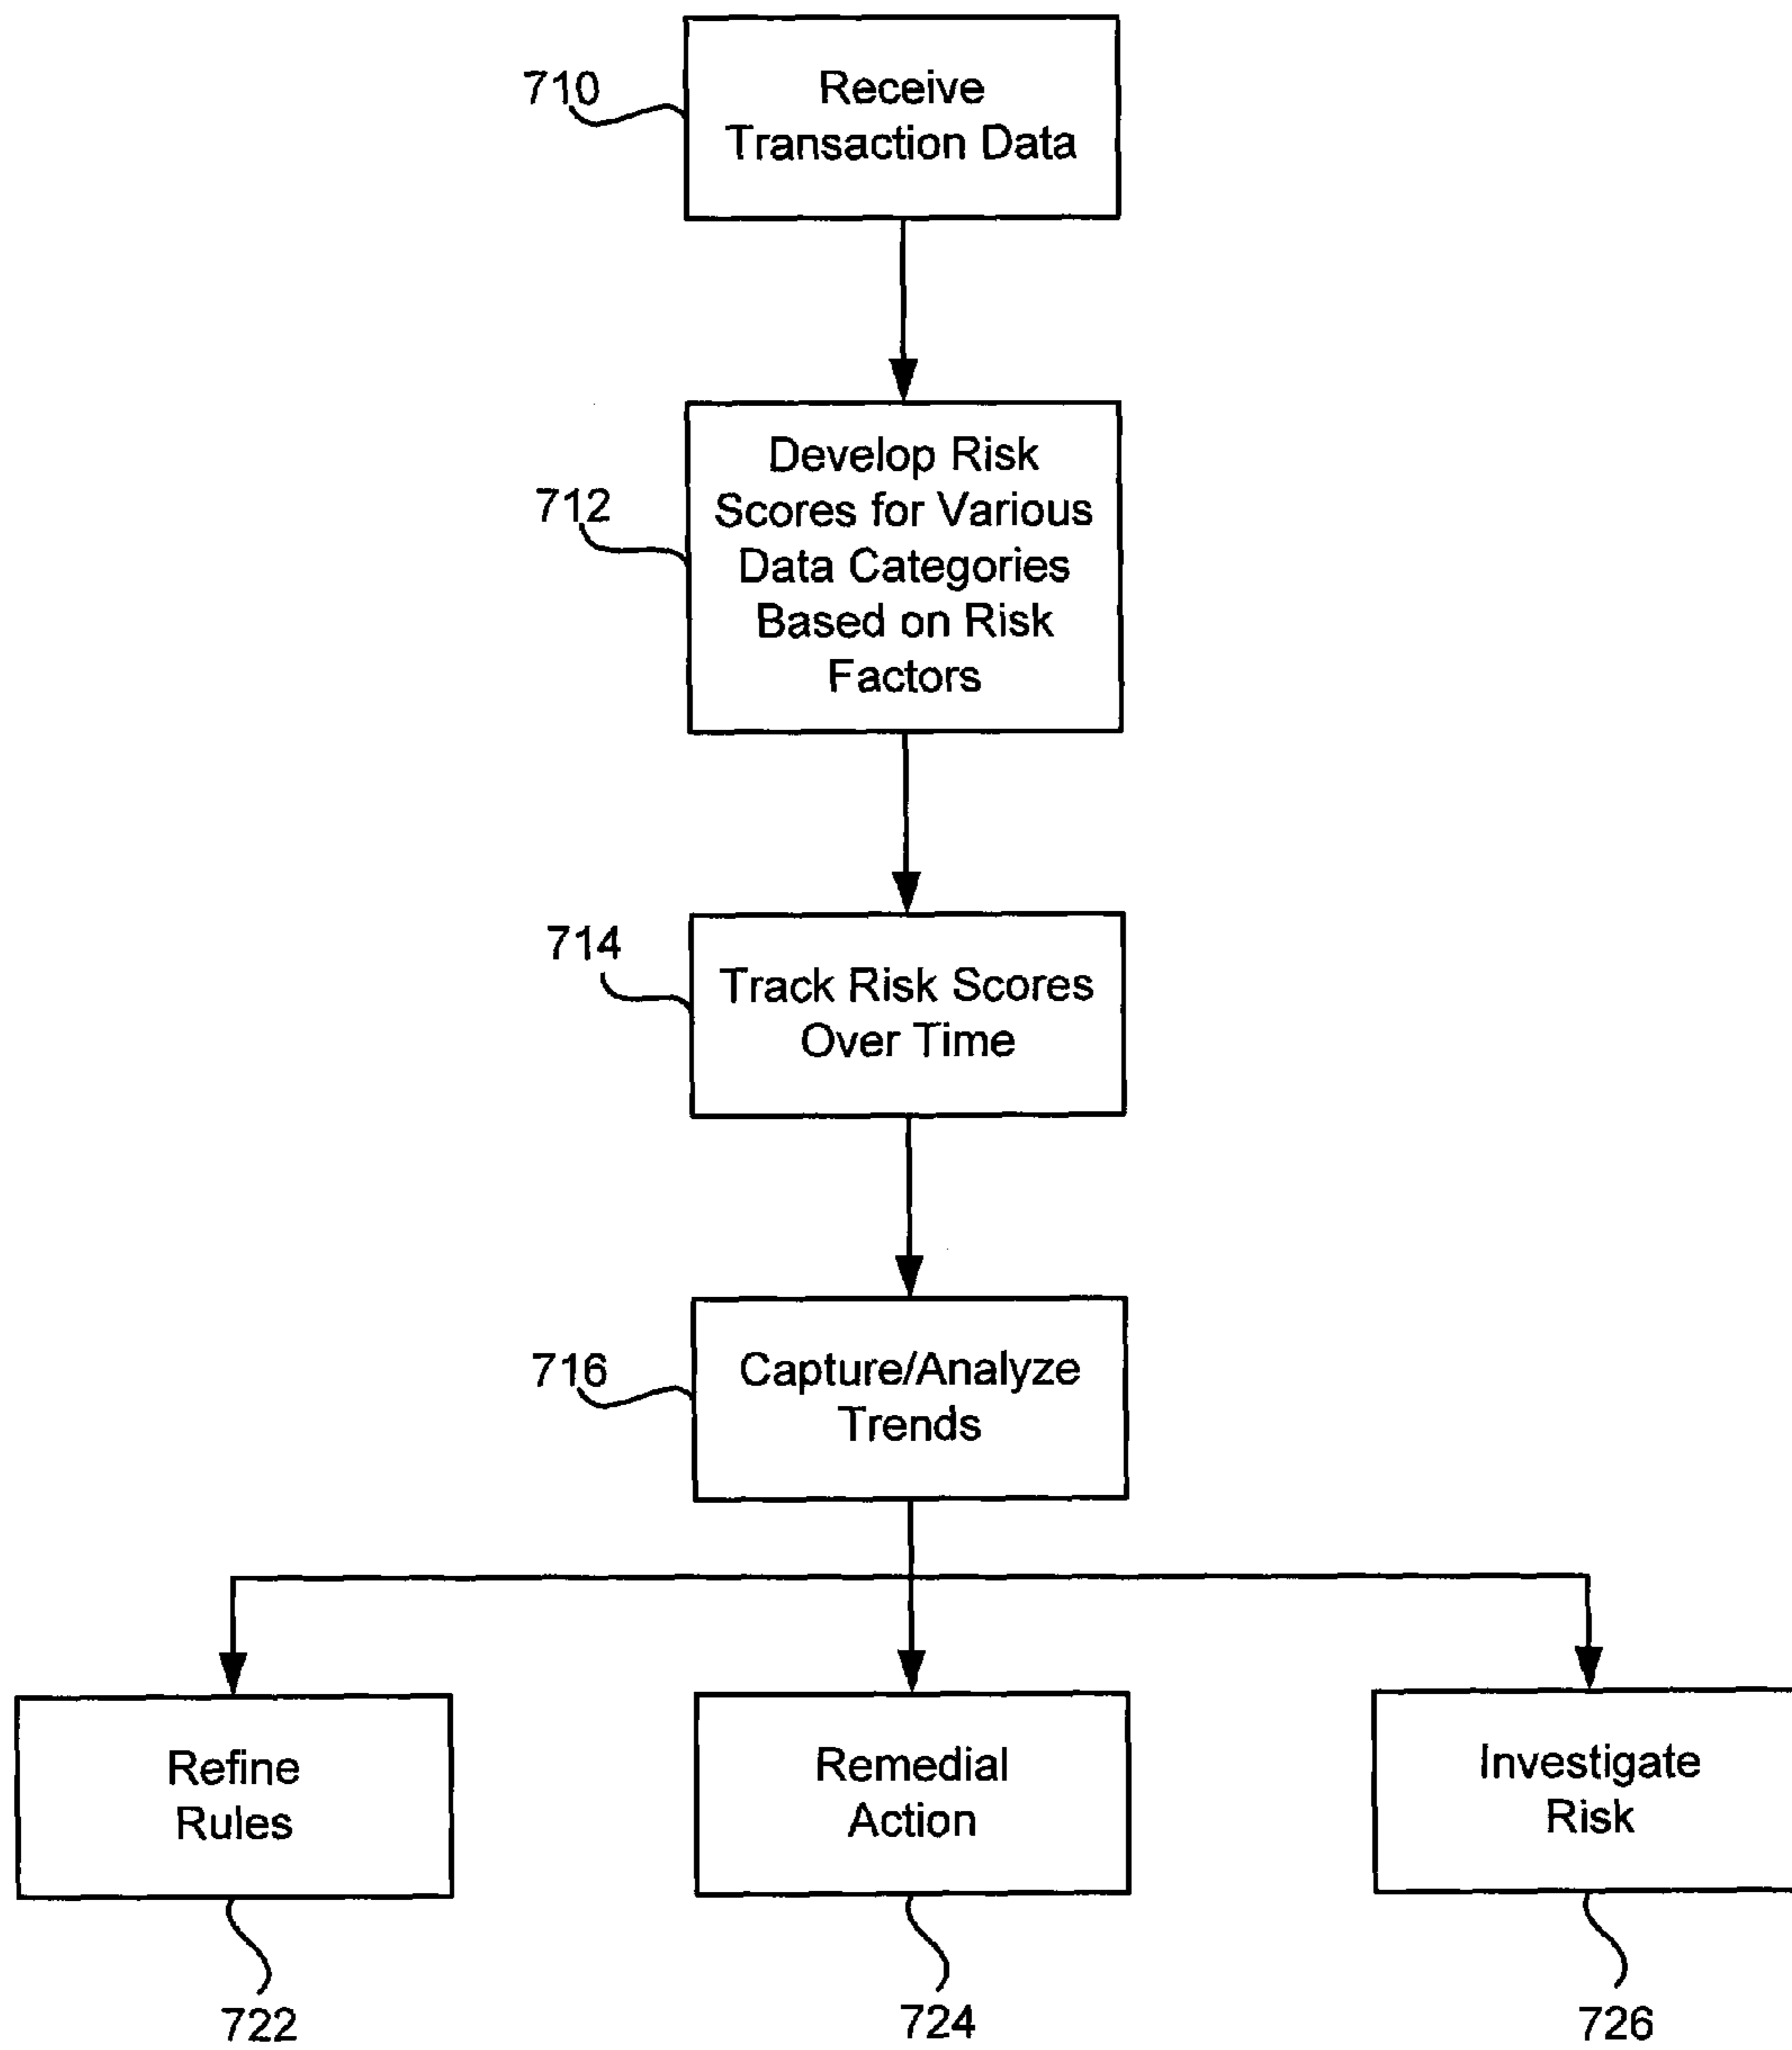 710
Receive
Transaction Data
712
Develop Risk
Scores for Various
Data Categories
Based on Risk
Factors
714
Track Risk Scores
Over Time
716
Capture/Analyze
Trends
Refine
Rules
Remedial
Action
Investigate
Risk
722
724
726